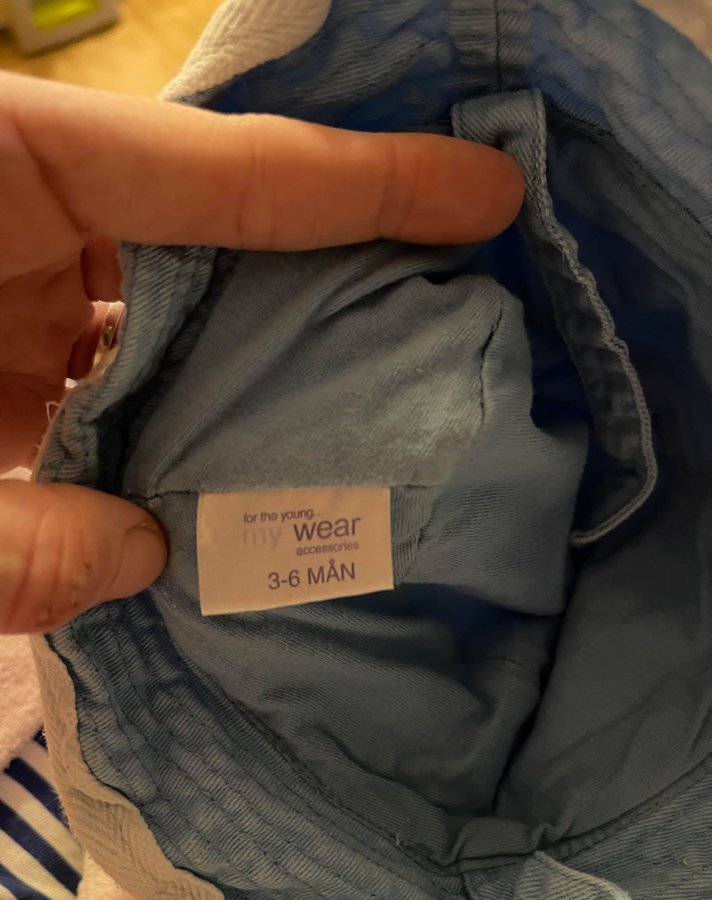 for the young...
my wear
accessories
3-6 MÅN